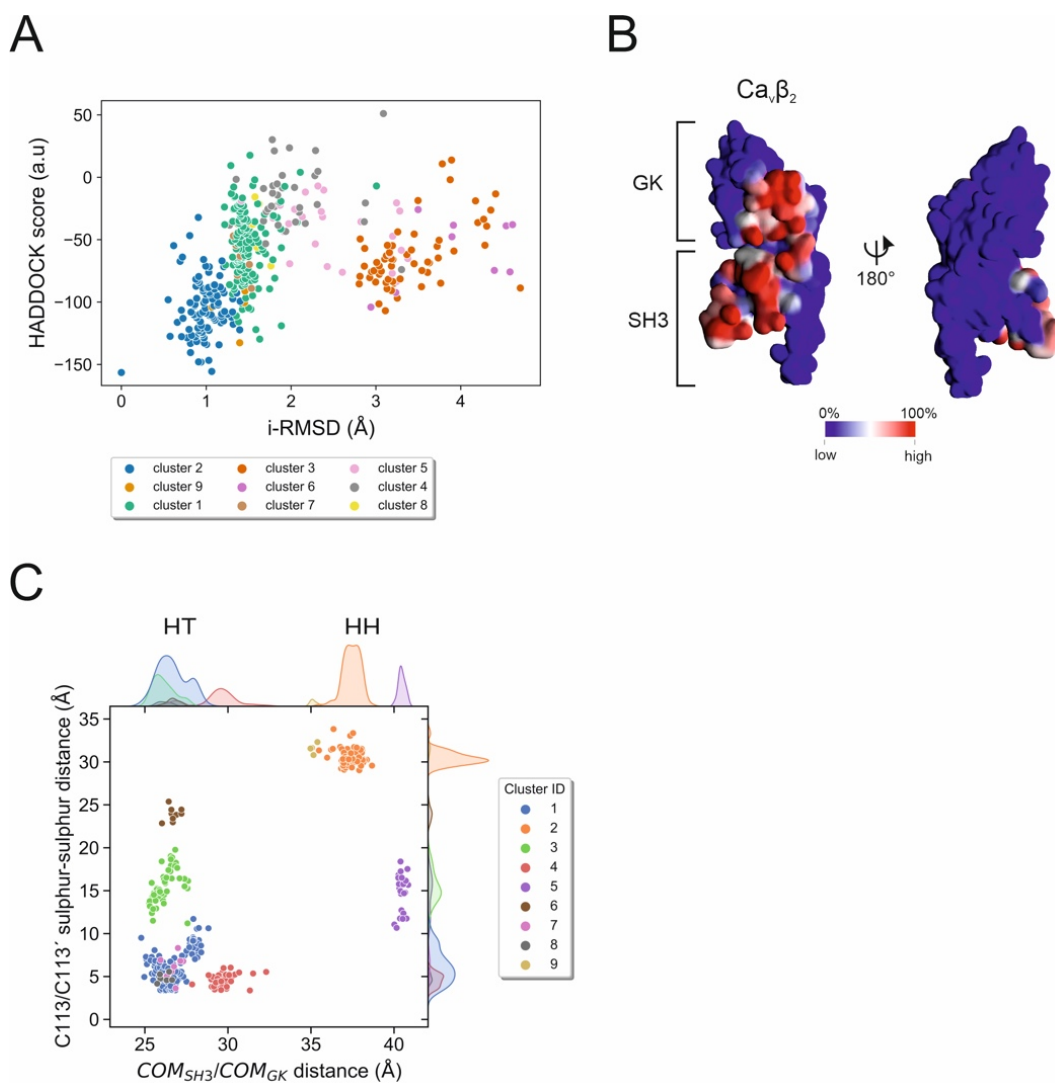 A
HADDOCK score (a.u)
50
0
−50
−100
−150
0 1 2 3 4
i-RMSD (Å)
cluster 2 cluster 3 cluster 5
cluster 9 cluster 6 cluster 4
cluster 1 cluster 7 cluster 8
B
Caᵥβ₂
GK
SH3
180°
0% 100%
low high
C
HT HH
C113/C113´ sulphur-sulphur distance (Å)
35
30
25
20
15
10
5
0
25 30 35 40
COM_SH3/COM_GK distance (Å)
Cluster ID
1
2
3
4
5
6
7
8
9